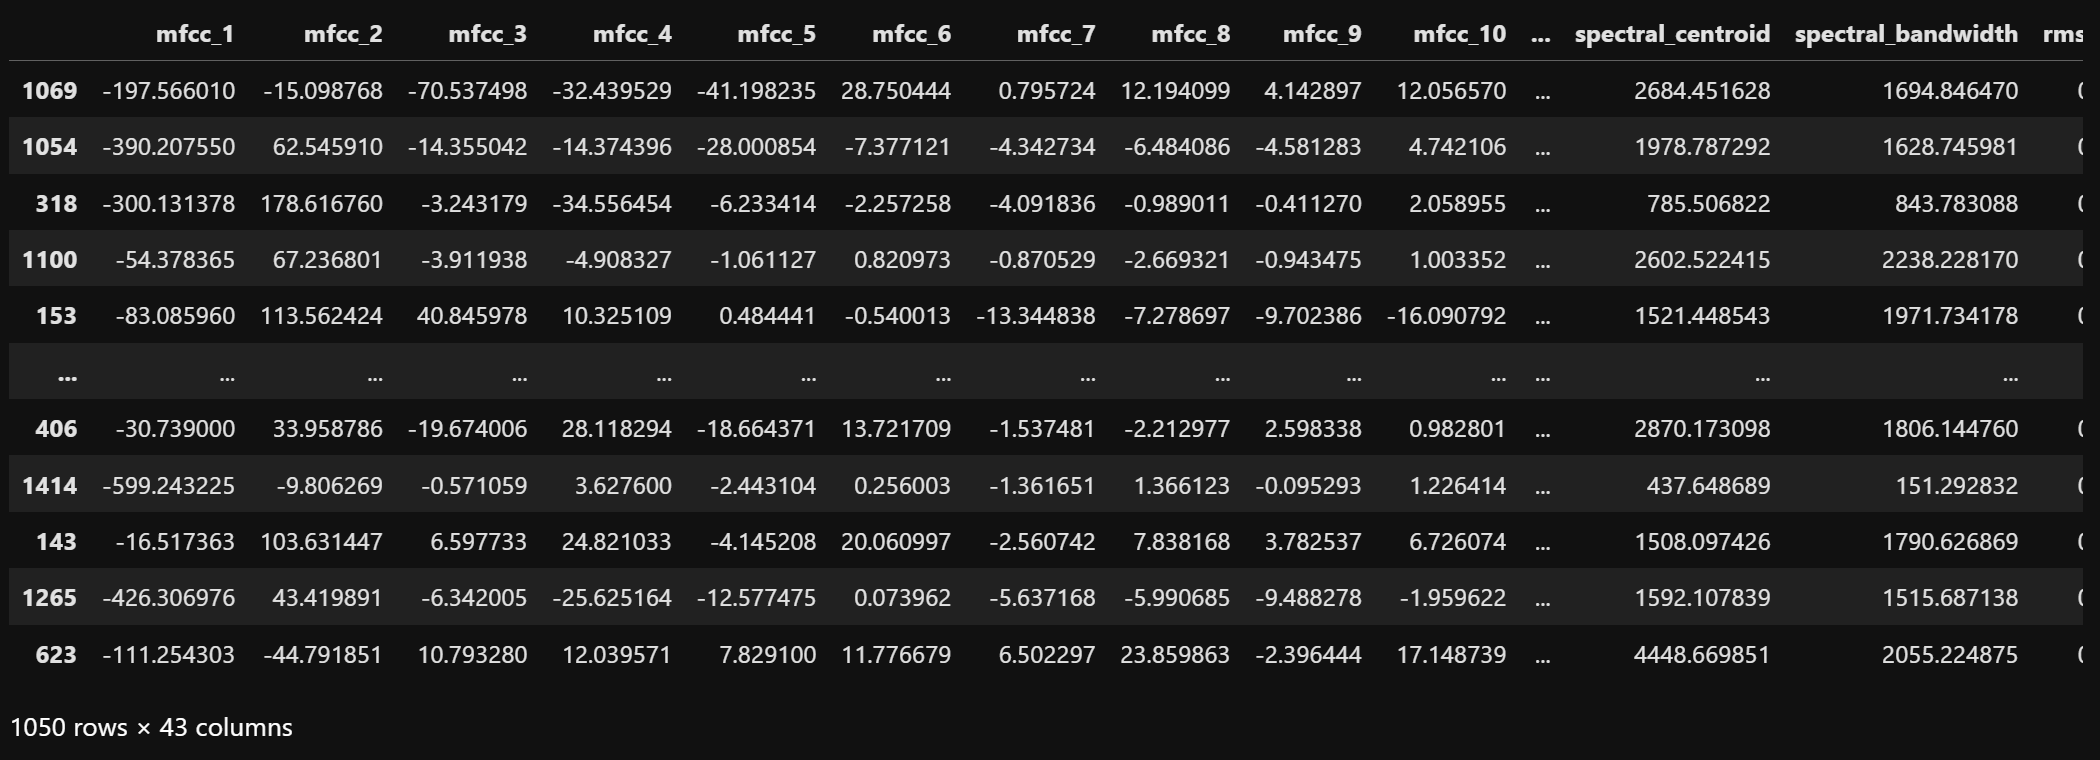 mfcc_1 mfcc_2 mfcc_3 mfcc_4 mfcc_5 mfcc_6 mfcc_7 mfcc_8 mfcc_9 mfcc_10 ... spectral_centroid spectral_bandwidth rms
1069 -197.566010 -15.098768 -70.537498 -32.439529 -41.198235 28.750444 0.795724 12.194099 4.142897 12.056570 ... 2684.451628 1694.846470
1054 -390.207550 62.545910 -14.355042 -14.374396 -28.000854 -7.377121 -4.342734 -6.484086 -4.581283 4.742106 ... 1978.787292 1628.745981
318 -300.131378 178.616760 -3.243179 -34.556454 -6.233414 -2.257258 -4.091836 -0.989011 -0.411270 2.058955 ... 785.506822 843.783088
1100 -54.378365 67.236801 -3.911938 -4.908327 -1.061127 0.820973 -0.870529 -2.669321 -0.943475 1.003352 ... 2602.522415 2238.228170
153 -83.085960 113.562424 40.845978 10.325109 0.484441 -0.540013 -13.344838 -7.278697 -9.702386 -16.090792 ... 1521.448543 1971.734178
... ... ... ... ... ... ... ... ... ... ... ... ... ...
406 -30.739000 33.958786 -19.674006 28.118294 -18.664371 13.721709 -1.537481 -2.212977 2.598338 0.982801 ... 2870.173098 1806.144760
1414 -599.243225 -9.806269 -0.571059 3.627600 -2.443104 0.256003 -1.361651 1.366123 -0.095293 1.226414 ... 437.648689 151.292832
143 -16.517363 103.631447 6.597733 24.821033 -4.145208 20.060997 -2.560742 7.838168 3.782537 6.726074 ... 1508.097426 1790.626869
1265 -426.306976 43.419891 -6.342005 -25.625164 -12.577475 0.073962 -5.637168 -5.990685 -9.488278 -1.959622 ... 1592.107839 1515.687138
623 -111.254303 -44.791851 10.793280 12.039571 7.829100 11.776679 6.502297 23.859863 -2.396444 17.148739 ... 4448.669851 2055.224875
1050 rows × 43 columns